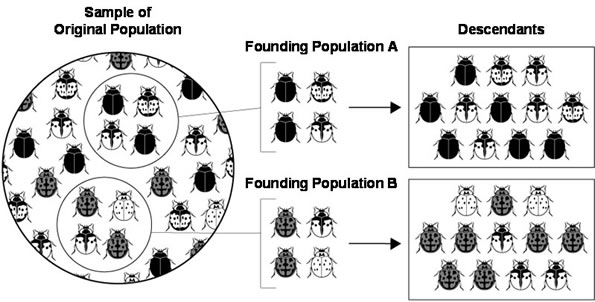 Sample of
Original Population
Founding Population A
Descendants
Founding Population B